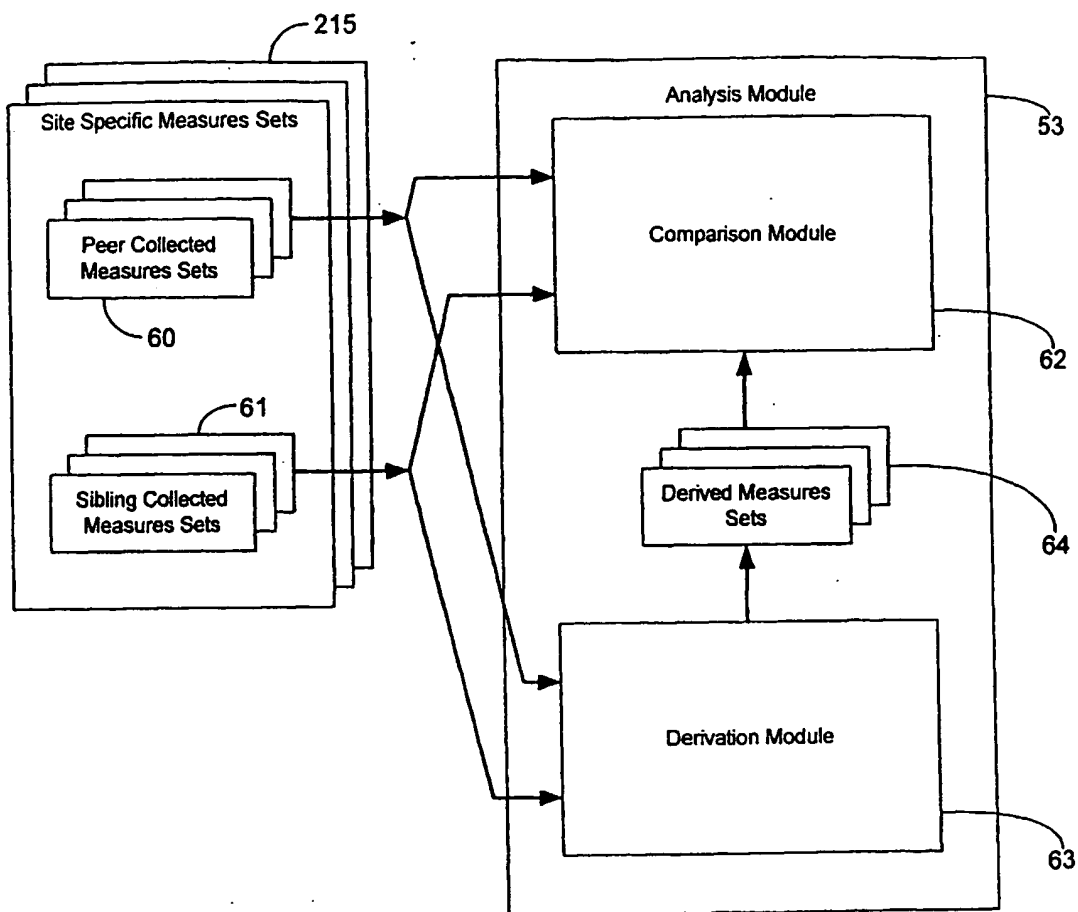 215
Analysis Module
53
Site Specific Measures Sets
Peer Collected
Measures Sets
60
Comparison Module
62
61
Sibling Collected
Measures Sets
Derived Measures
Sets
64
Derivation Module
63